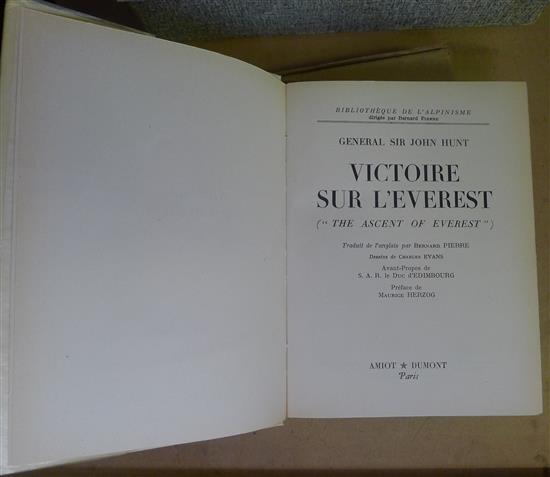 BIBLIOTHÈQUE DE L'ALPINISME
dirigée par Bernard PIERRE
GENERAL SIR JOHN HUNT
VICTOIRE
SUR L'EVEREST
("THE ASCENT OF EVEREST")
Traduit de l'anglais par BERNARD PIERRE
Dessins de CHARLES EVANS
Avant-Propos de
S. A. R. le Duc d'EDIMBOURG
Préface de
MAURICE HERZOG
AMIOT ★ DUMONT
Paris